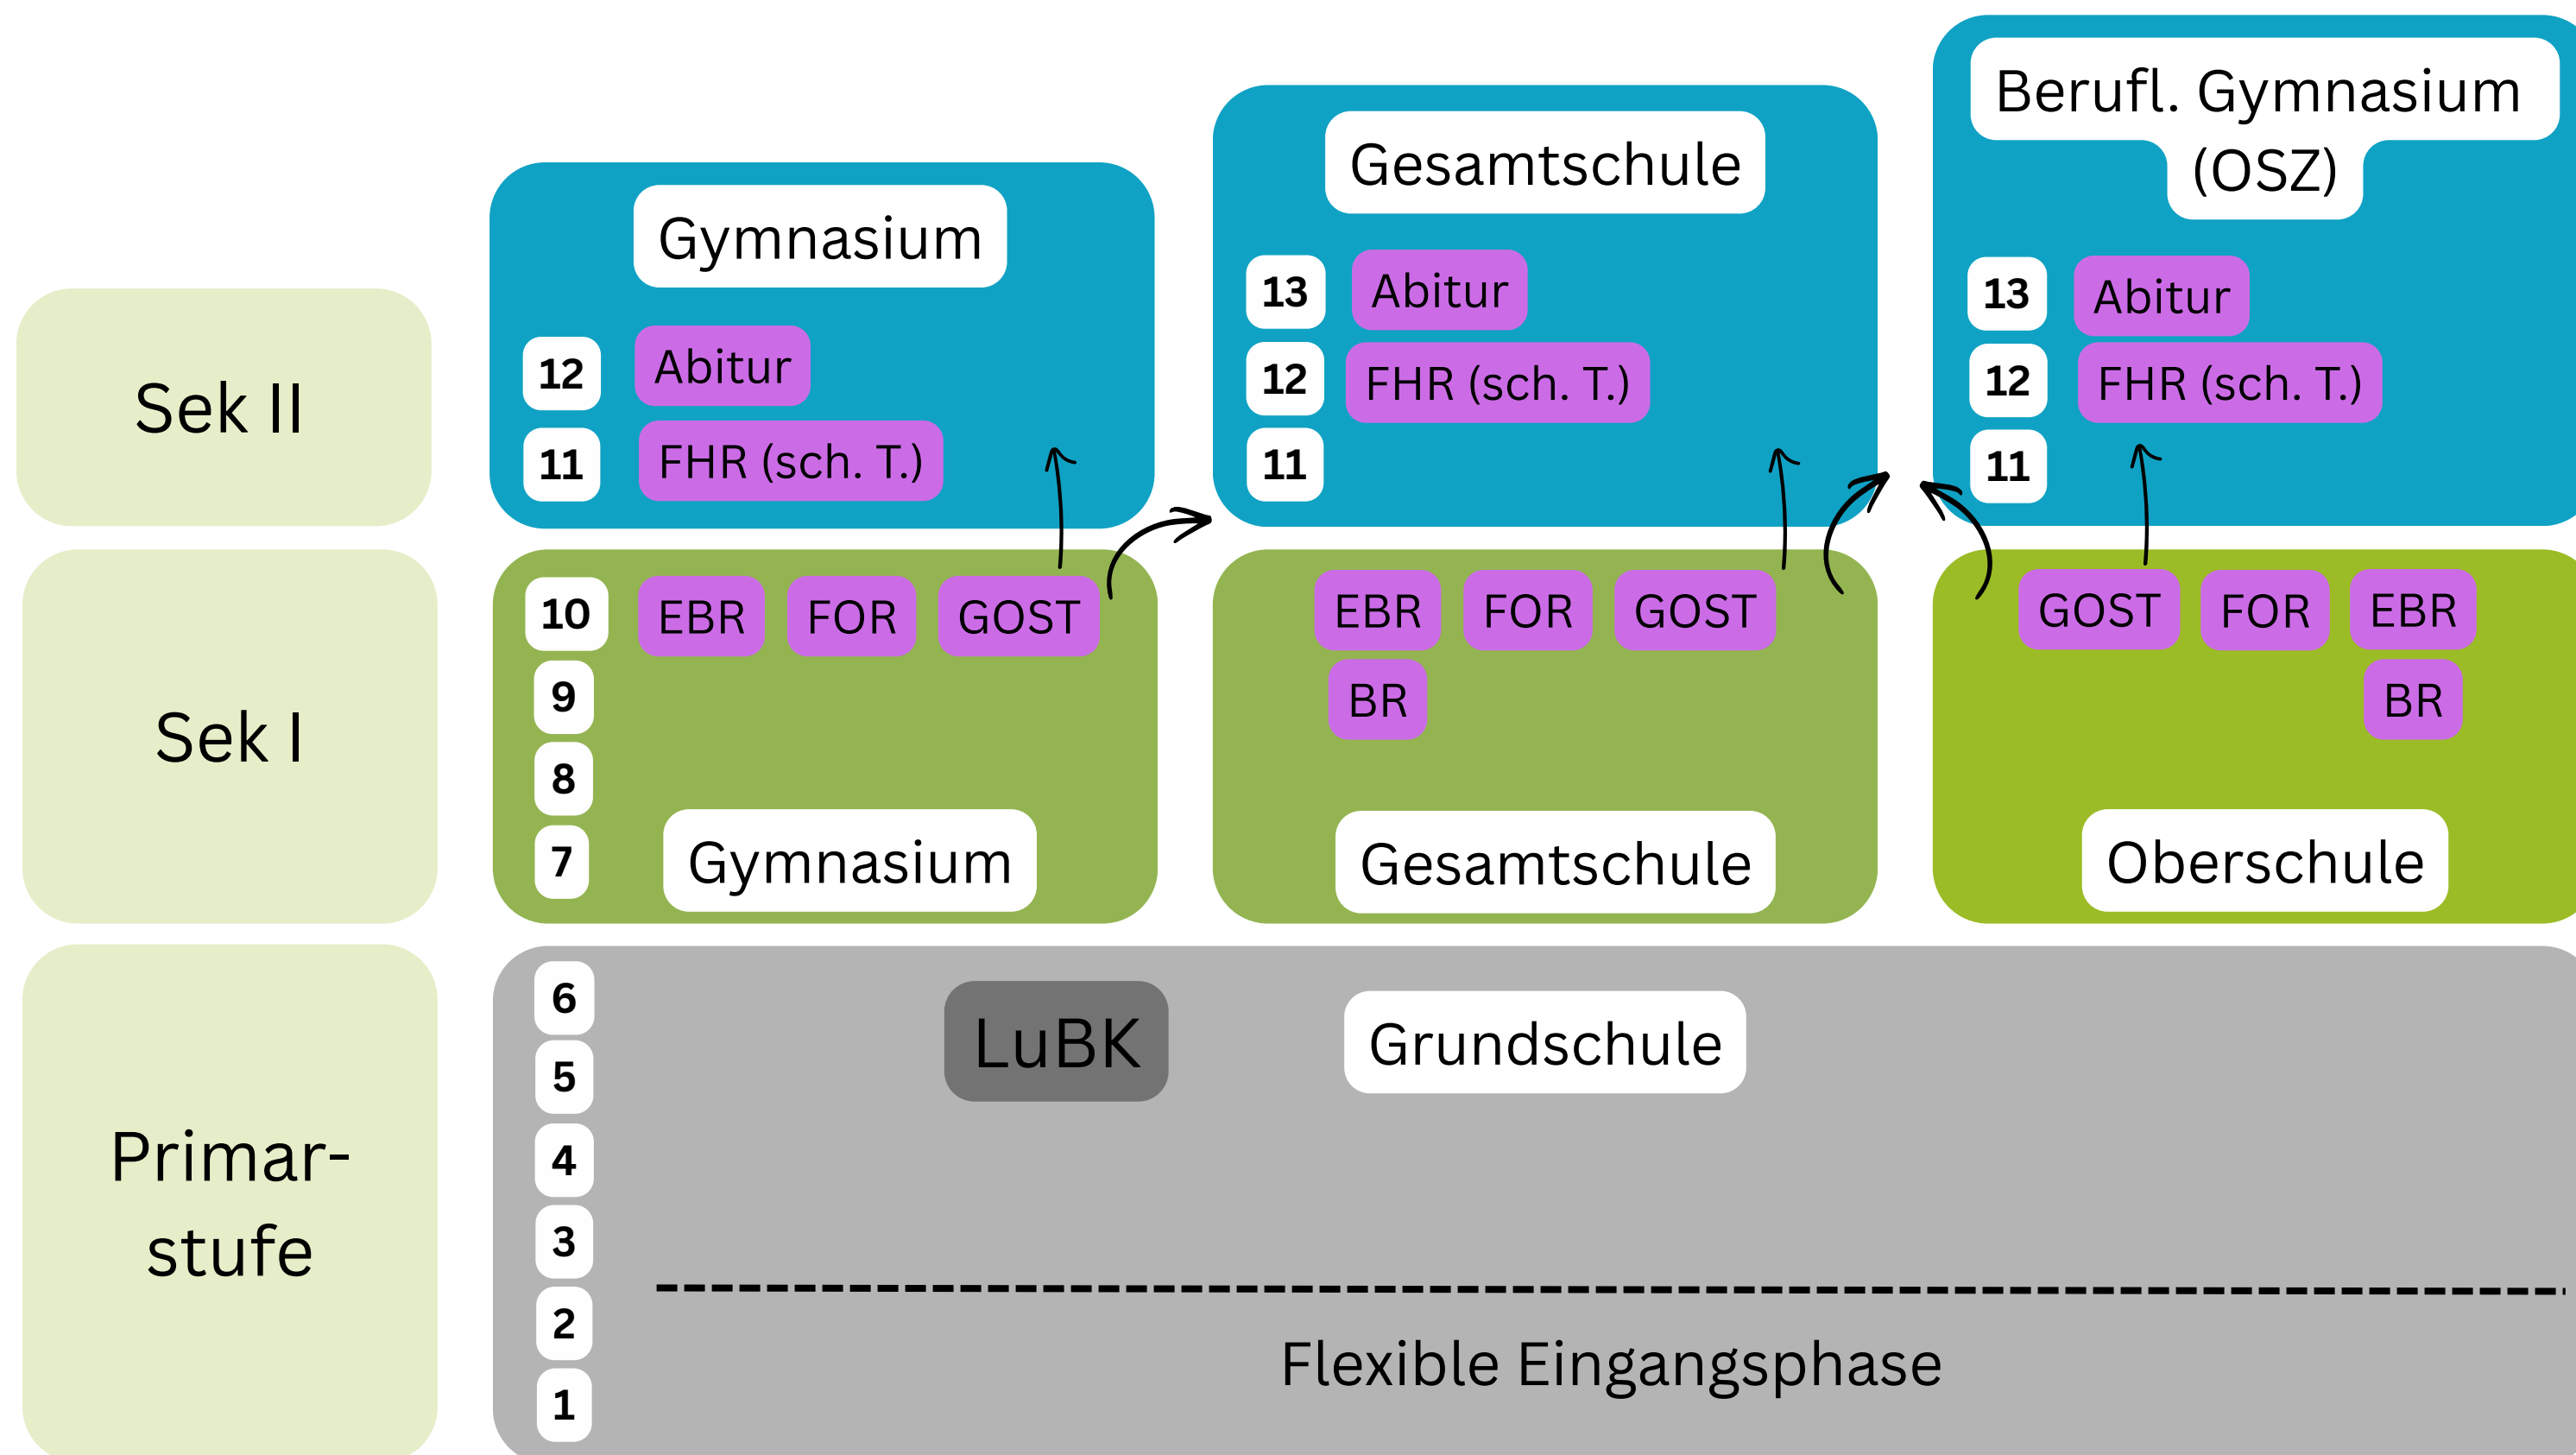 Berufl. Gymnasium
(OSZ)
13 Abitur
12 FHR (sch. T.)
11
Gesamtschule
13 Abitur
12 FHR (sch. T.)
11
Gymnasium
12 Abitur
11 FHR (sch. T.)
Sek II
Sek I
10 EBR FOR GOST
9
8
7 Gymnasium
EBR FOR GOST
BR
Gesamtschule
GOST FOR EBR
BR
Oberschule
Primar-
stufe
6
5
4
3
2
1
LuBK Grundschule
Flexible Eingangsphase